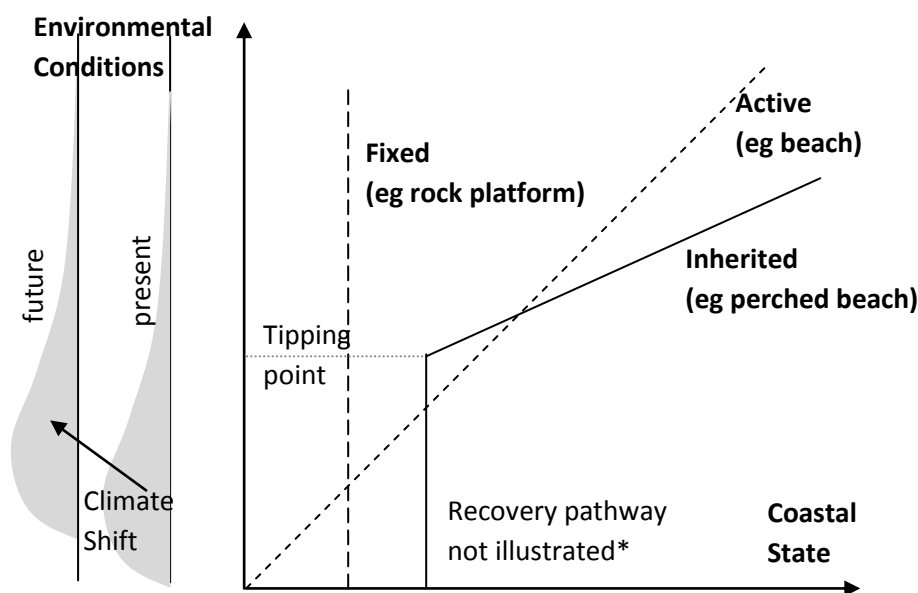 Environmental
Conditions
future
present
Climate
Shift
Fixed
(eg rock platform)
Active
(eg beach)
Inherited
(eg perched beach)
Tipping
point
Recovery pathway
not illustrated*
Coastal
State